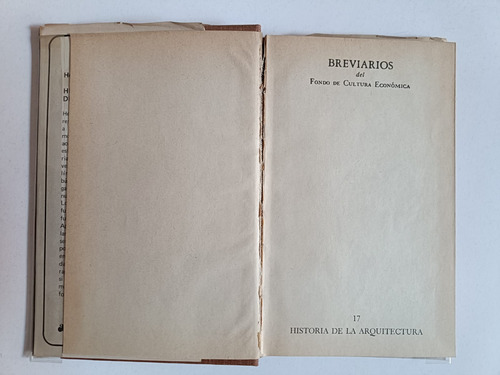 BREVIARIOS
del
FONDO DE CULTURA ECONÓMICA
17
HISTORIA DE LA ARQUITECTURA